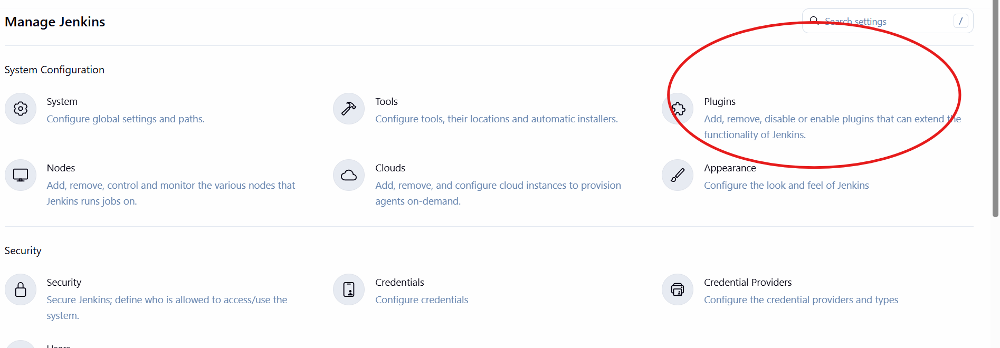 Manage Jenkins
Search settings
/
System Configuration
System
Configure global settings and paths.
Tools
Configure tools, their locations and automatic installers.
Plugins
Add, remove, disable or enable plugins that can extend the
functionality of Jenkins.
Nodes
Add, remove, control and monitor the various nodes that
Jenkins runs jobs on.
Clouds
Add, remove, and configure cloud instances to provision
agents on-demand.
Appearance
Configure the look and feel of Jenkins
Security
Security
Secure Jenkins; define who is allowed to access/use the
system.
Credentials
Configure credentials
Credential Providers
Configure the credential providers and types
Users